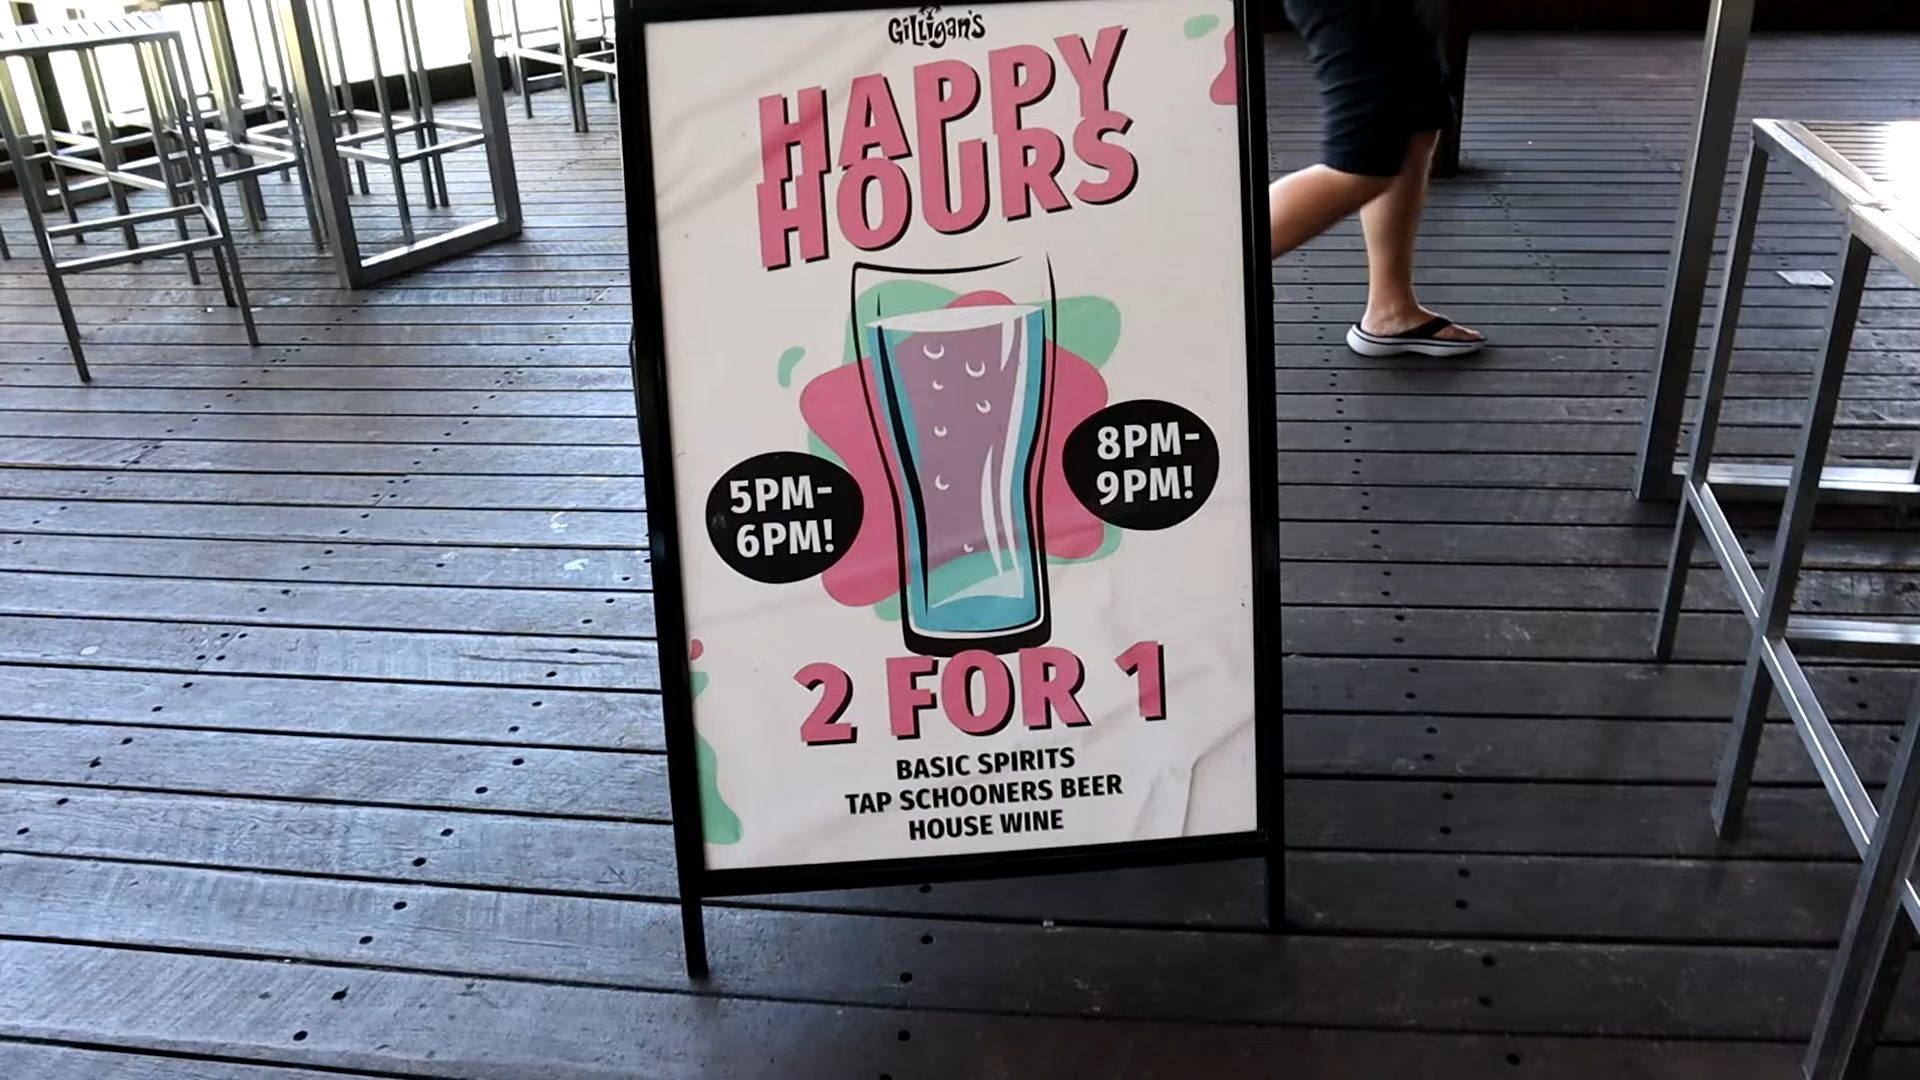 GILLigan's
HAPPY
HOURS
5PM-
6PM!
8PM-
9PM!
2 FOR 1
BASIC SPIRITS
TAP SCHOONERS BEER
HOUSE WINE